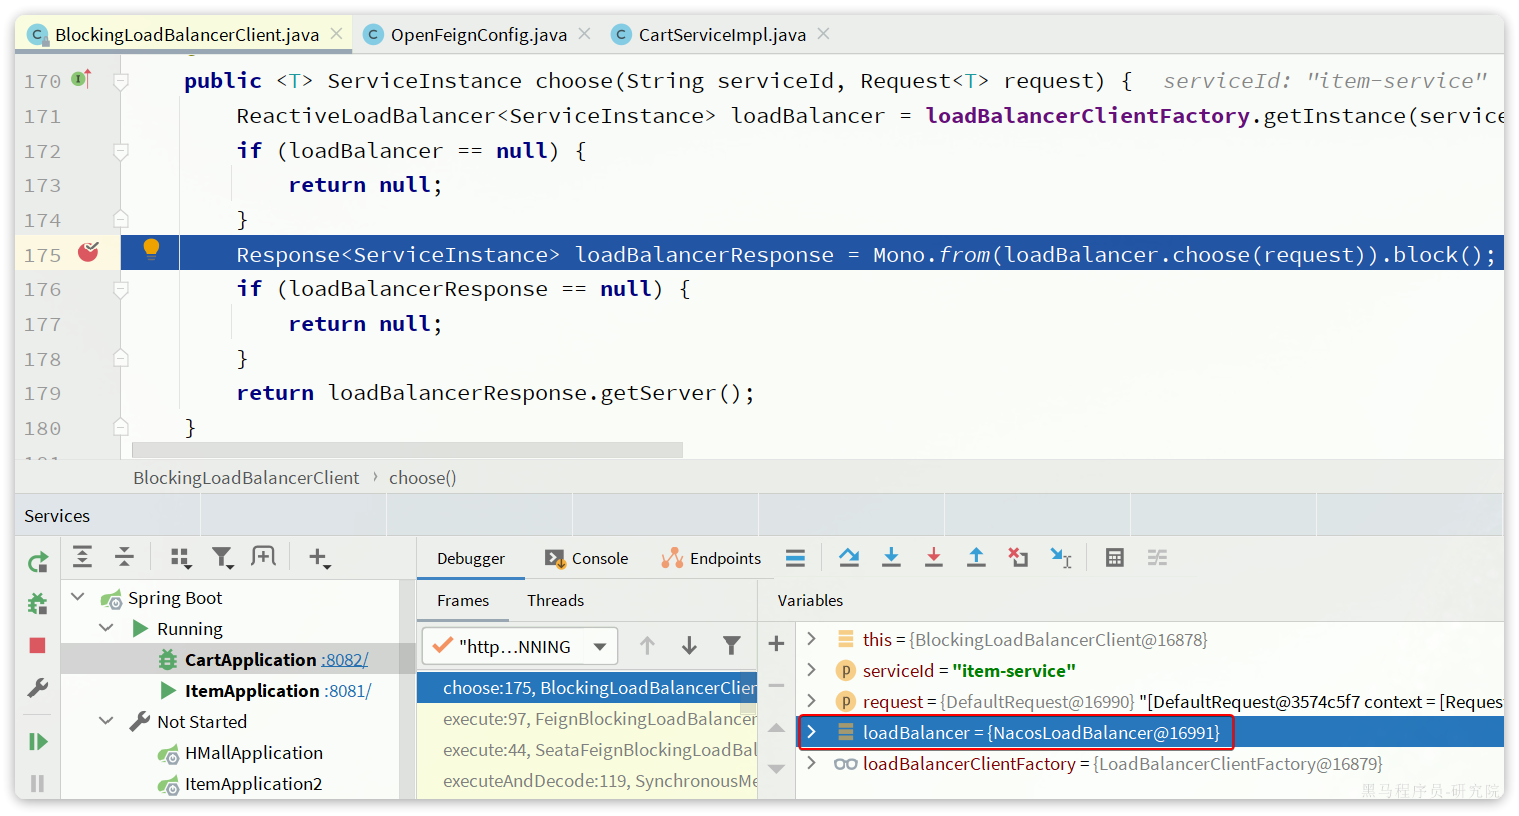 BlockingLoadBalancerClient.java OpenFeignConfig.java CartServiceImpl.java
170 public <T> ServiceInstance choose(String serviceId, Request<T> request) { serviceId: "item-service"
171 ReactiveLoadBalancer<ServiceInstance> loadBalancer = loadBalancerClientFactory.getInstance(service
172 if (loadBalancer == null) {
173 return null;
174 }
175 Response<ServiceInstance> loadBalancerResponse = Mono.from(loadBalancer.choose(request)).block();
176 if (loadBalancerResponse == null) {
177 return null;
178 }
179 return loadBalancerResponse.getServer();
180 }
BlockingLoadBalancerClient › choose()
Services
Debugger Console Endpoints
Frames Threads Variables
Spring Boot
Running
CartApplication :8082/
ItemApplication :8081/
Not Started
HMallApplication
ItemApplication2
"http...NNING
choose:175, BlockingLoadBalancerClien
execute:97, FeignBlockingLoadBalancer
execute:44, SeataFeignBlockingLoadBal
executeAndDecode:119, SynchronousMe
this = {BlockingLoadBalancerClient@16878}
serviceId = "item-service"
request = {DefaultRequest@16990} "[DefaultRequest@3574c5f7 context = [Reques
loadBalancer = {NacosLoadBalancer@16991}
loadBalancerClientFactory = {LoadBalancerClientFactory@16879}
黑马程序员-研究院